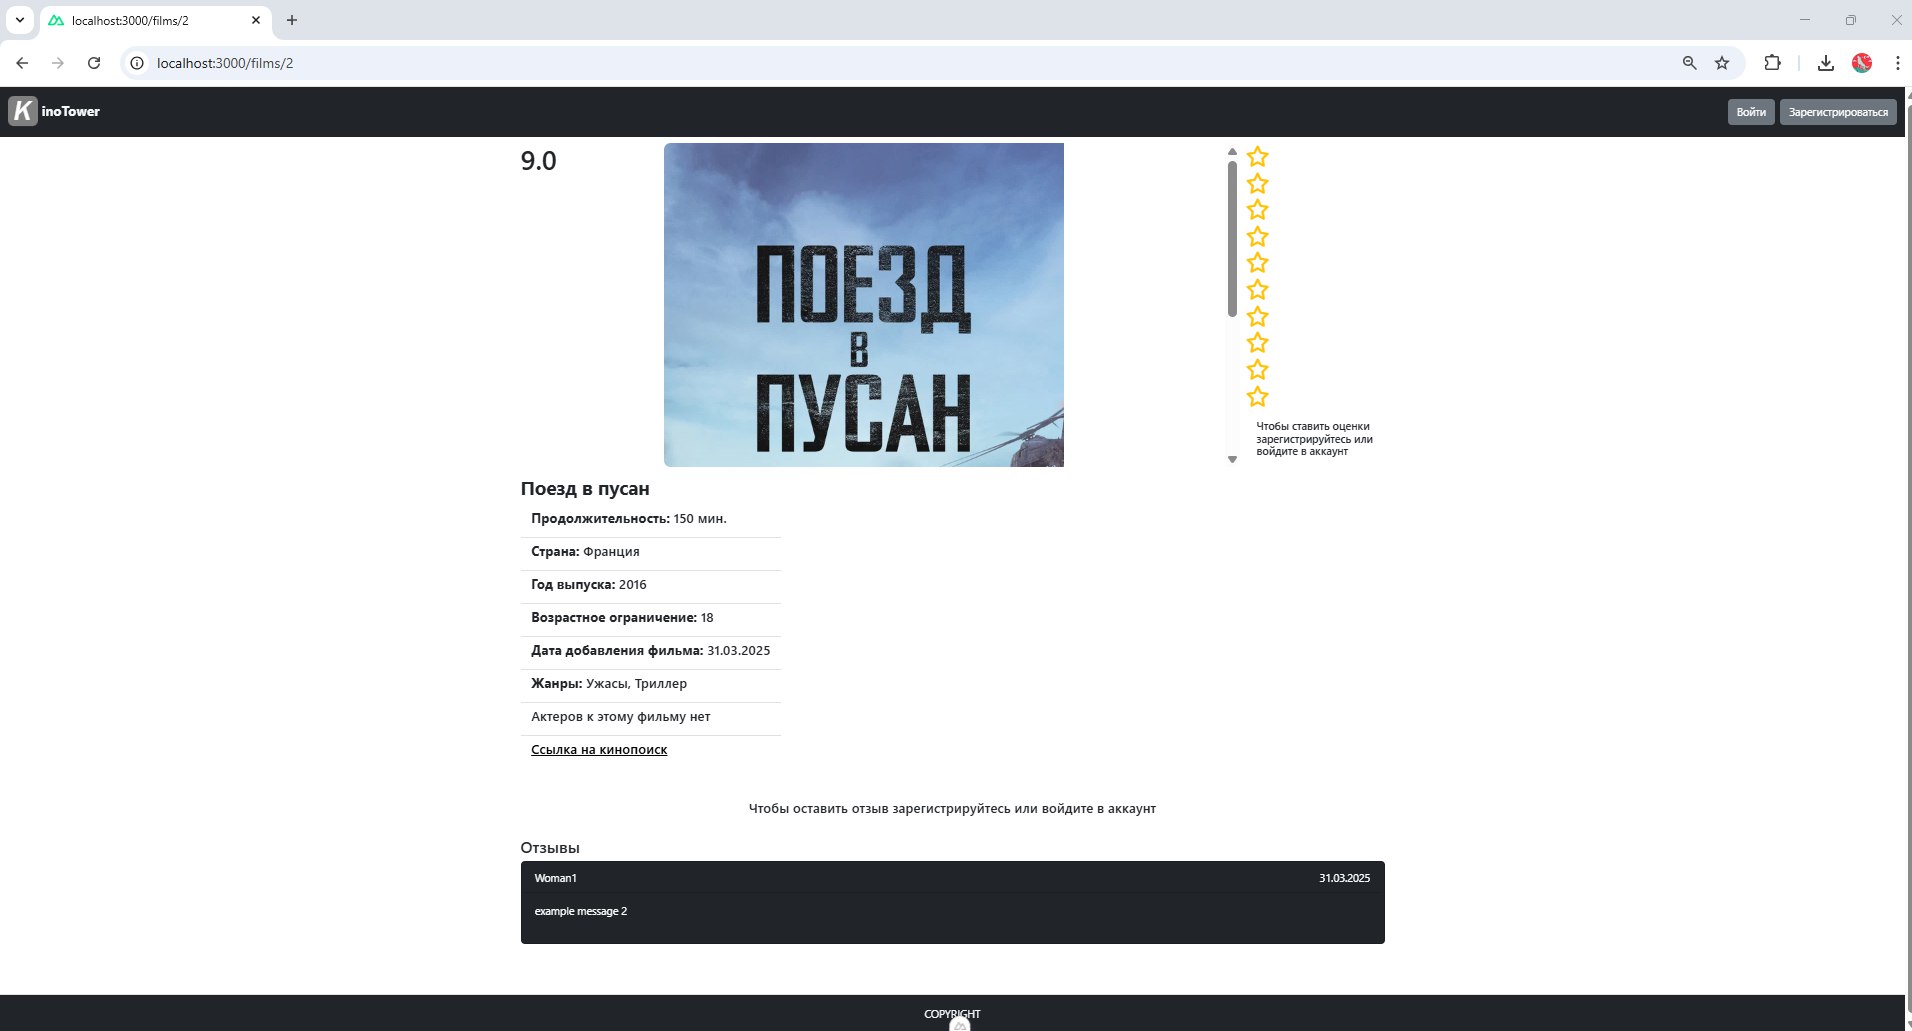 localhost:3000/films/2
localhost:3000/films/2
K inoTower
Войти
Зарегистрироваться
9.0
ПОЕЗД
В
ПУСАН
Чтобы ставить оценки
зарегистрируйтесь или
войдите в аккаунт
Поезд в пусан
Продолжительность: 150 мин.
Страна: Франция
Год выпуска: 2016
Возрастное ограничение: 18
Дата добавления фильма: 31.03.2025
Жанры: Ужасы, Триллер
Актеров к этому фильму нет
Ссылка на кинопоиск
Чтобы оставить отзыв зарегистрируйтесь или войдите в аккаунт
Отзывы
Woman1
31.03.2025
example message 2
COPYRIGHT